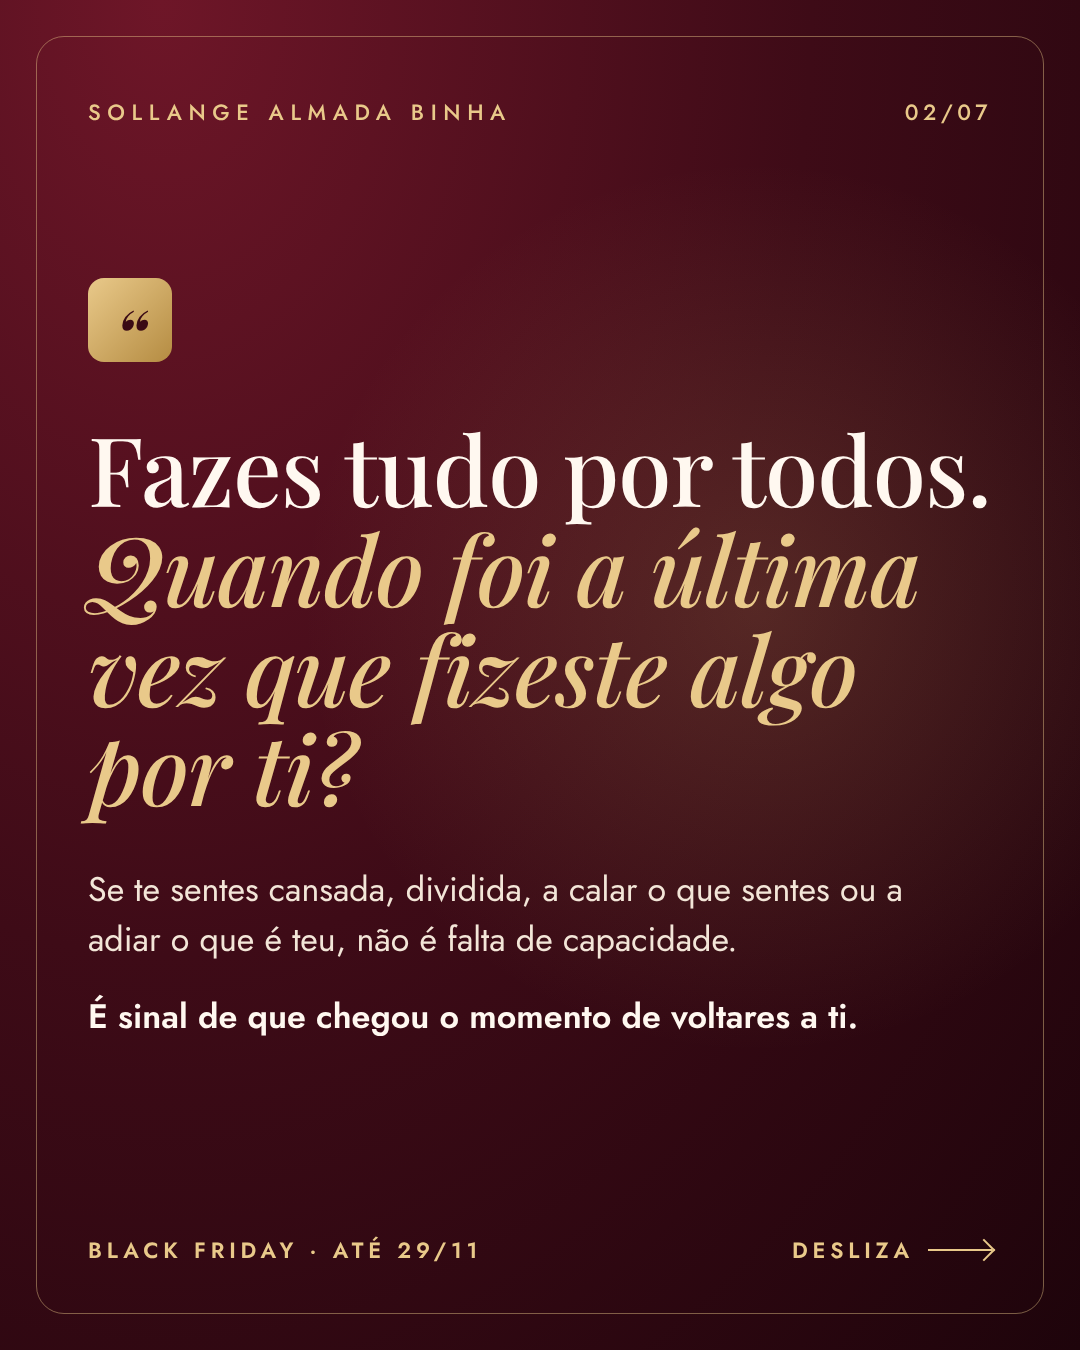 SOLLANGE ALMADA BINHA
02/07
“
Fazes tudo por todos.
Quando foi a última
vez que fizeste algo
por ti?
Se te sentes cansada, dividida, a calar o que sentes ou a
adiar o que é teu, não é falta de capacidade.
É sinal de que chegou o momento de voltares a ti.
BLACK FRIDAY · ATÉ 29/11
DESLIZA